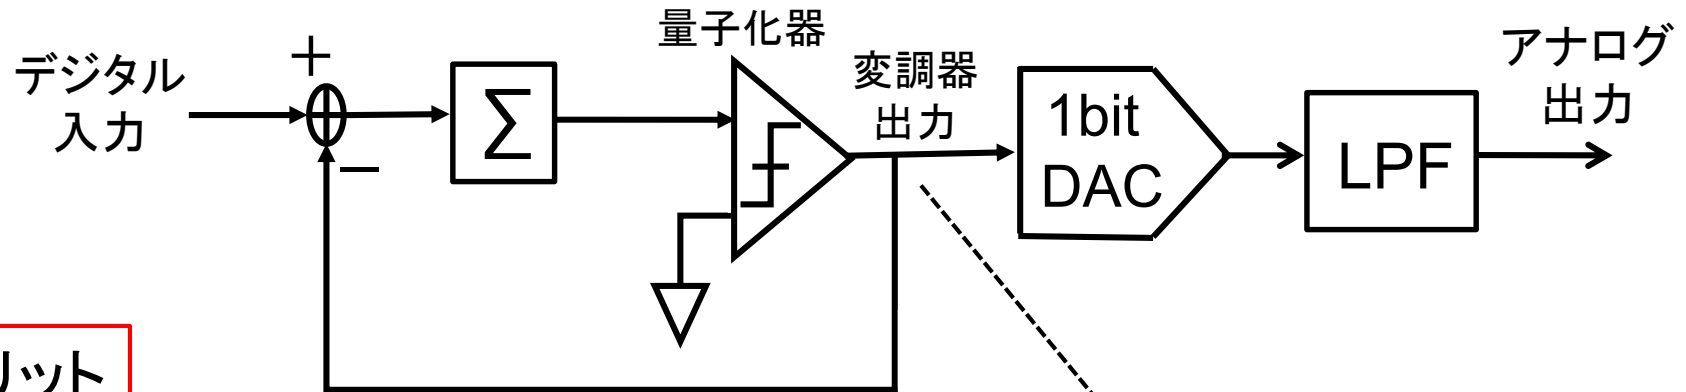 デジタル
入力
+
−
Σ
量子化器
変調器
出力
1bit
DAC
LPF
アナログ
出力
リット